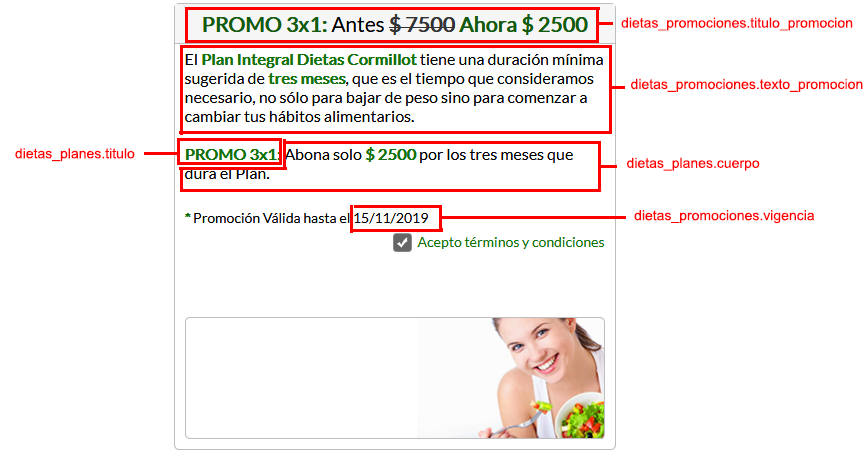 PROMO 3x1: Antes $ 7500 Ahora $ 2500
dietas_promociones.titulo_promocion
El Plan Integral Dietas Cormillot tiene una duración mínima
sugerida de tres meses, que es el tiempo que consideramos
necesario, no sólo para bajar de peso sino para comenzar a
cambiar tus hábitos alimentarios.
dietas_promociones.texto_promocion
dietas_planes.titulo
PROMO 3x1: Abona solo $ 2500 por los tres meses que
dura el Plan.
dietas_planes.cuerpo
* Promoción Válida hasta el 15/11/2019
dietas_promociones.vigencia
Acepto términos y condiciones